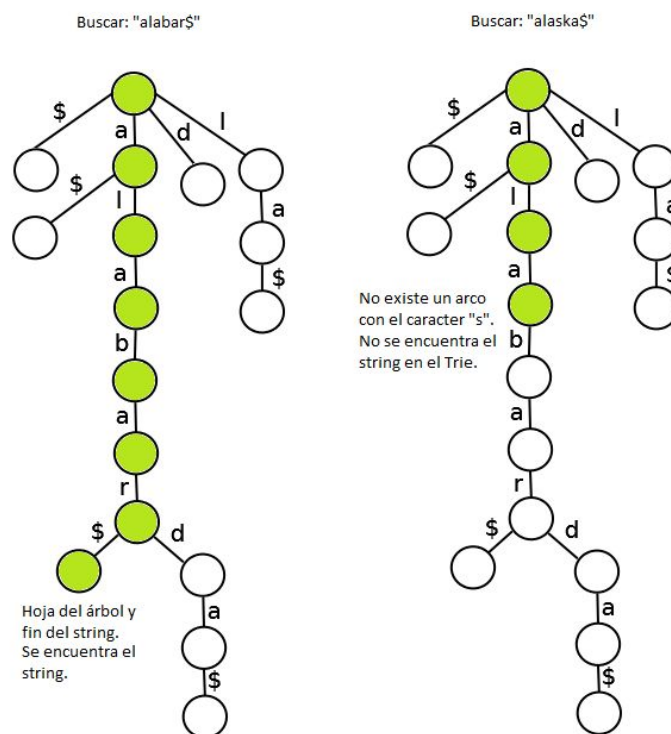 Buscar: "alabar$"
$
a
d
l
$
l
a
a
$
b
a
r
$
d
Hoja del árbol y
fin del string.
Se encuentra el
string.
a
$
Buscar: "alaska$"
$
a
d
l
$
l
a
a
$
No existe un arco
con el caracter "s".
No se encuentra el
string en el Trie.
b
a
r
$
d
a
$